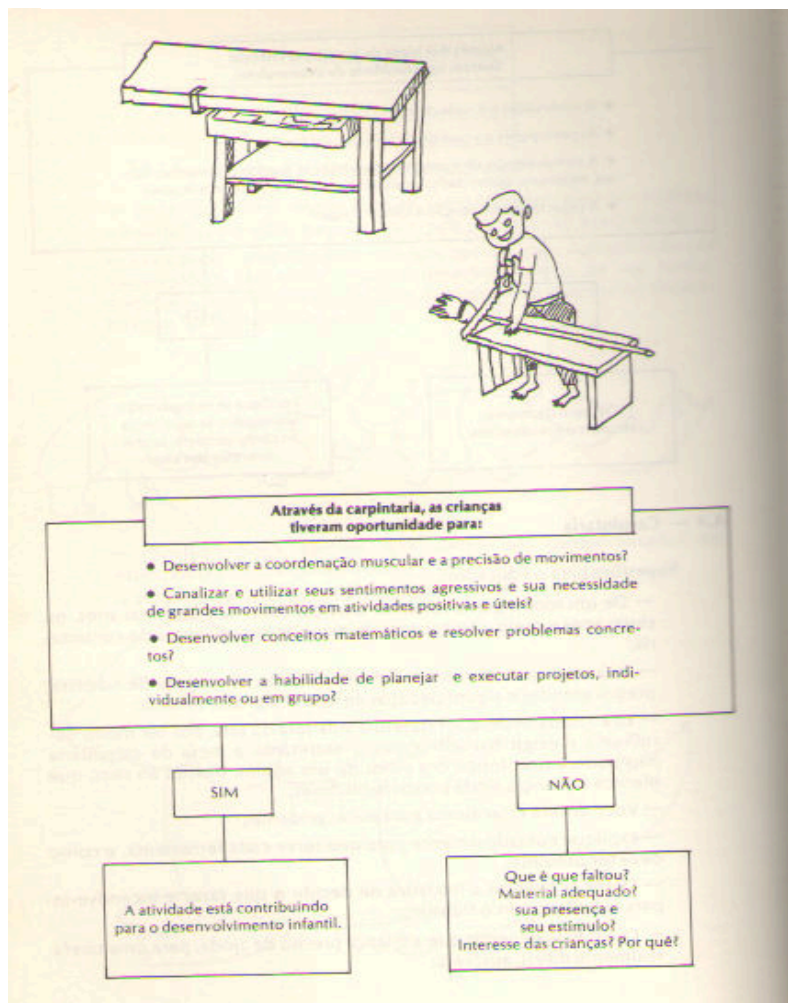 Através da carpintaria, as crianças
tiveram oportunidade para:
● Desenvolver a coordenação muscular e a precisão de movimentos?
● Canalizar e utilizar seus sentimentos agressivos e sua necessidade
de grandes movimentos em atividades positivas e úteis?
● Desenvolver conceitos matemáticos e resolver problemas concre-
tos?
● Desenvolver a habilidade de planejar e executar projetos, indi-
vidualmente ou em grupo?
SIM
NÃO
A atividade está contribuindo
para o desenvolvimento infantil.
Que é que faltou?
Material adequado?
sua presença e
seu estímulo?
Interesse das crianças? Por quê?